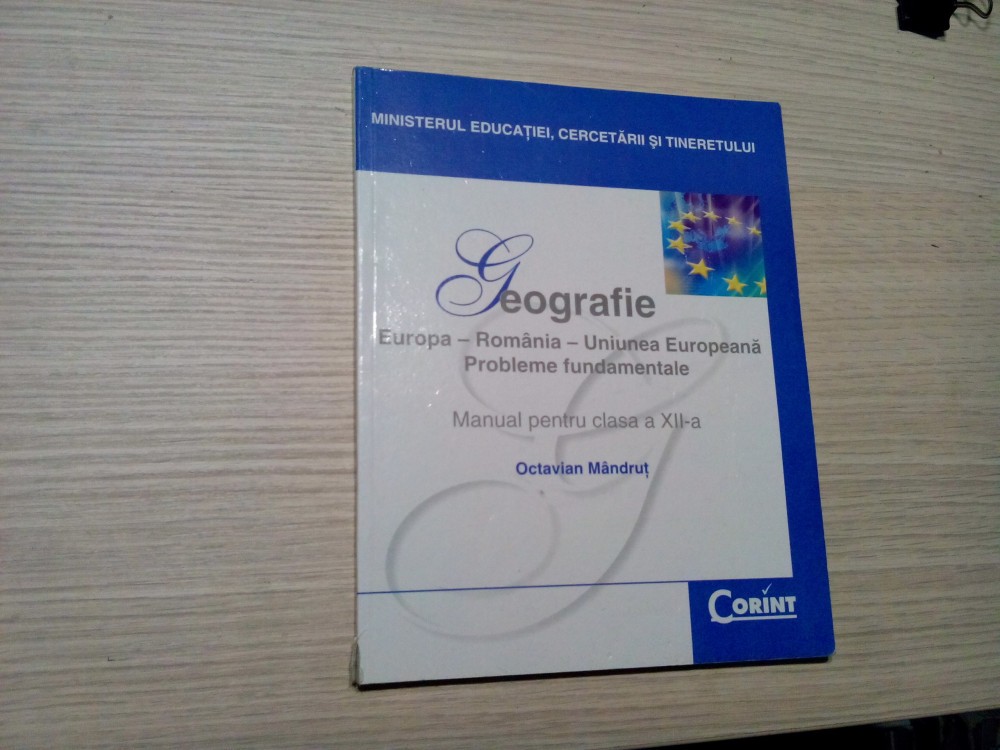 MINISTERUL EDUCAȚIEI, CERCETĂRII ȘI TINERETULUI
Geografie
Europa – România – Uniunea Europeană
Probleme fundamentale
Manual pentru clasa a XII-a
Octavian Mândruț
CORINT